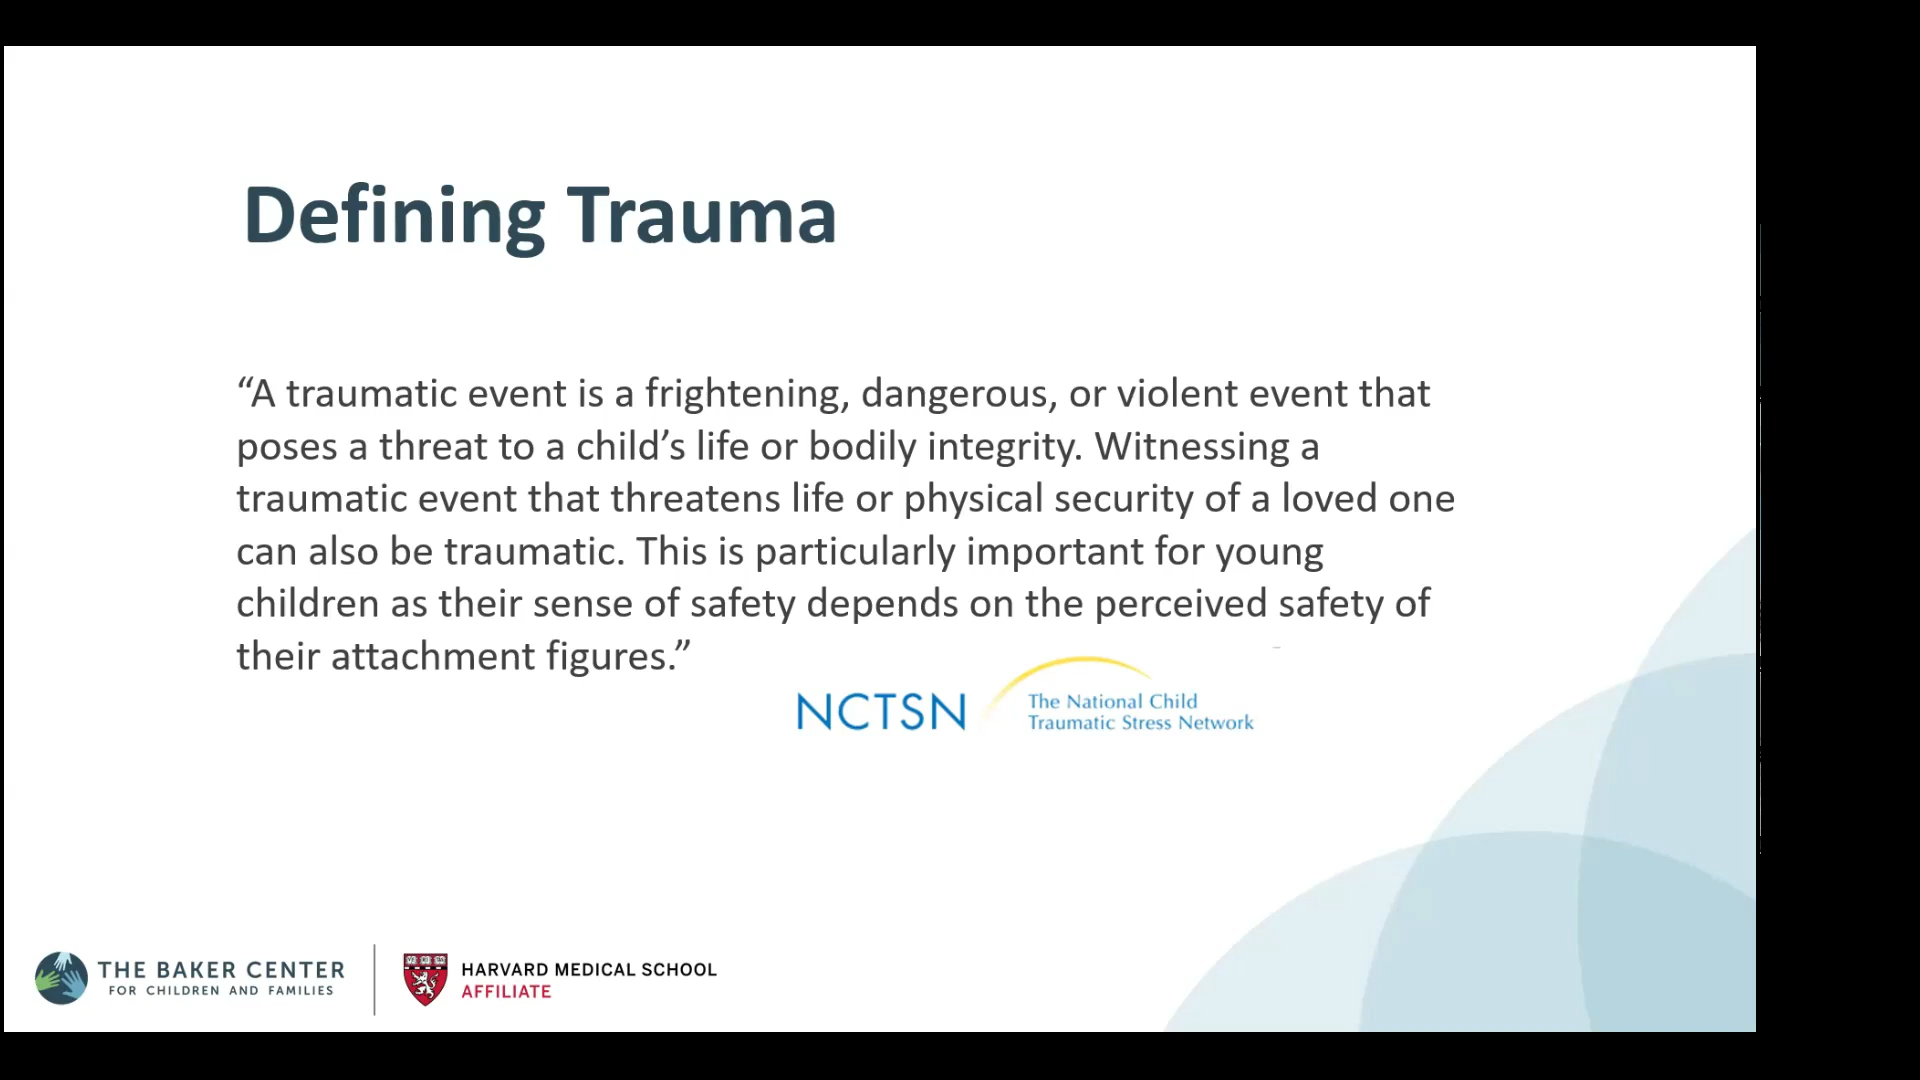 Defining Trauma
“A traumatic event is a frightening, dangerous, or violent event that
poses a threat to a child’s life or bodily integrity. Witnessing a
traumatic event that threatens life or physical security of a loved one
can also be traumatic. This is particularly important for young
children as their sense of safety depends on the perceived safety of
their attachment figures.”
NCTSN
The National Child
Traumatic Stress Network
THE BAKER CENTER
FOR CHILDREN AND FAMILIES
HARVARD MEDICAL SCHOOL
AFFILIATE